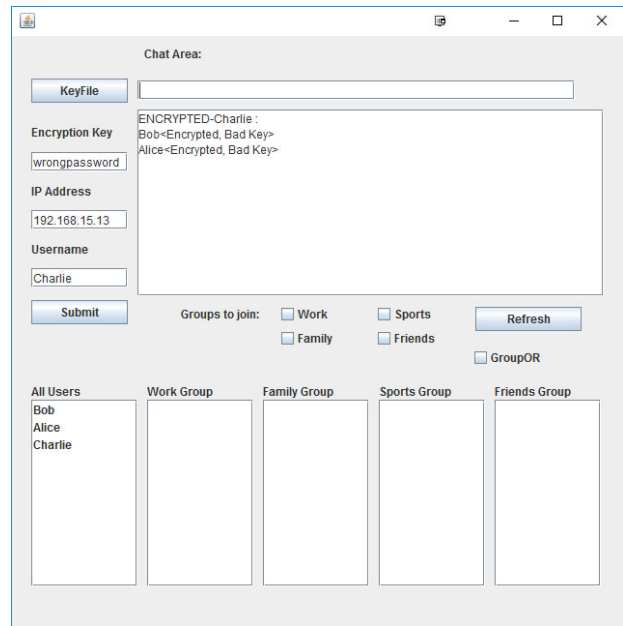 Chat Area:
KeyFile
ENCRYPTED-Charlie :
Bob<Encrypted, Bad Key>
Alice<Encrypted, Bad Key>
Encryption Key
wrongpassword
IP Address
192.168.15.13
Username
Charlie
Submit
Groups to join:
Work
Sports
Family
Friends
Refresh
GroupOR
All Users
Bob
Alice
Charlie
Work Group
Family Group
Sports Group
Friends Group